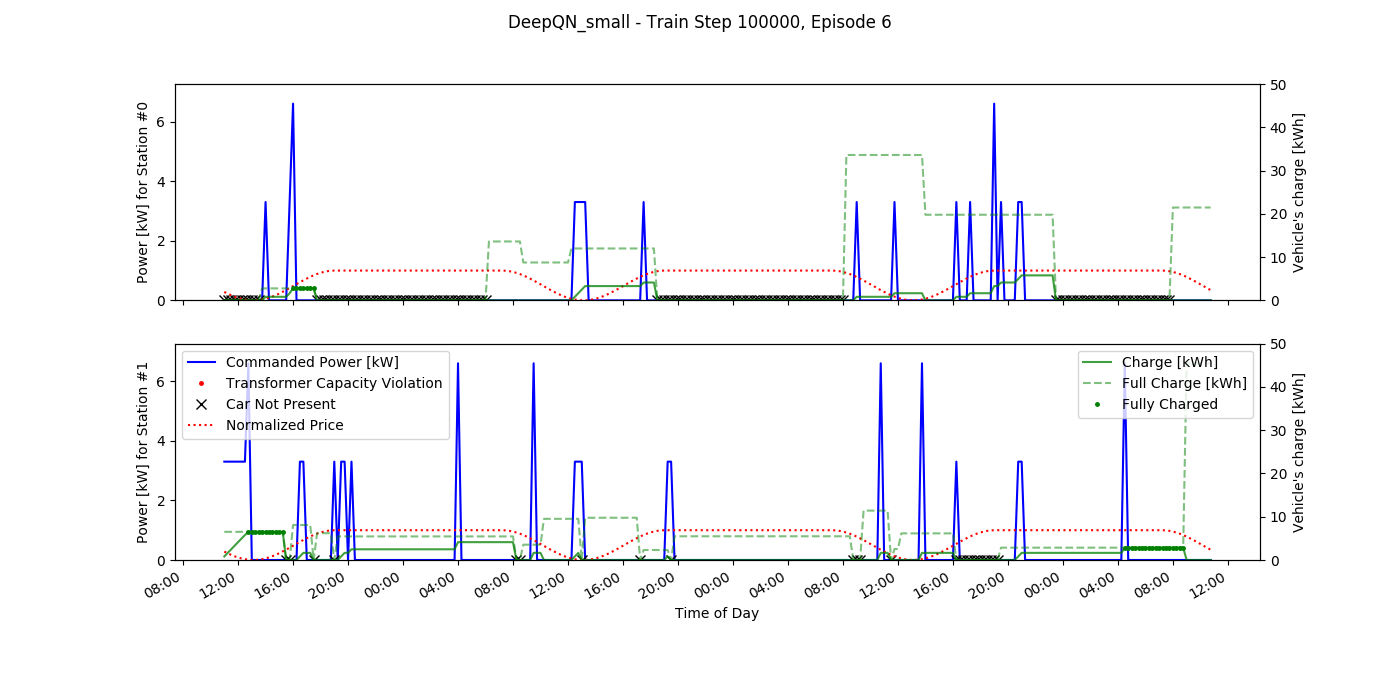 DeepQN_small - Train Step 100000, Episode 6
Power [kW] for Station #0
0
2
4
6
0
10
20
30
40
50
Vehicle's charge [kWh]
Power [kW] for Station #1
0
2
4
6
Commanded Power [kW]
Transformer Capacity Violation
Car Not Present
Normalized Price
Charge [kWh]
Full Charge [kWh]
Fully Charged
0
10
20
30
40
50
Vehicle's charge [kWh]
08:00 12:00 16:00 20:00 00:00 04:00 08:00 12:00 16:00 20:00 00:00 04:00 08:00 12:00 16:00 20:00 00:00 04:00 08:00 12:00
Time of Day